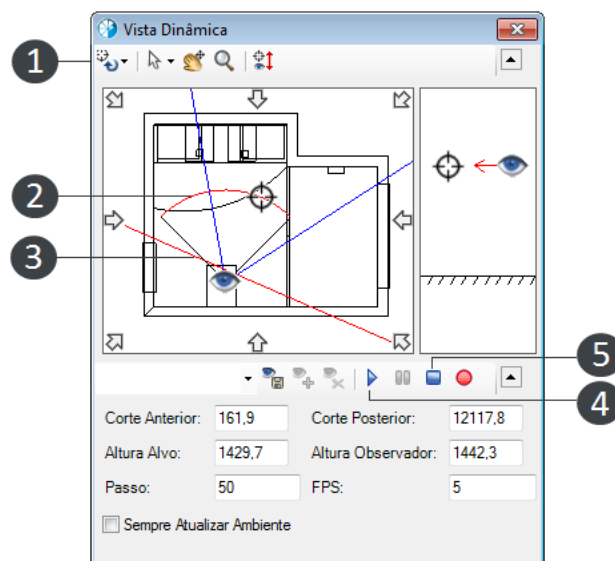 Vista Dinâmica
1
2
3
5
4
Corte Anterior: 161,9 Corte Posterior: 12117,8
Altura Alvo: 1429,7 Altura Observador: 1442,3
Passo: 50 FPS: 5
Sempre Atualizar Ambiente